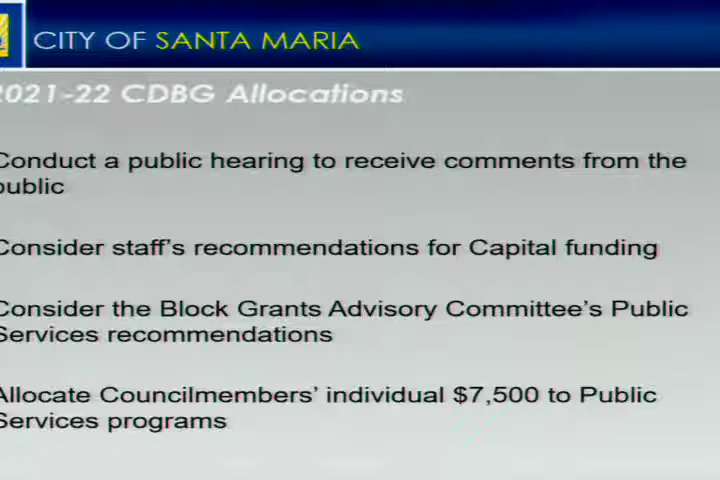 CITY OF SANTA MARIA
2021-22 CDBG Allocations
Conduct a public hearing to receive comments from the
public
Consider staff's recommendations for Capital funding
Consider the Block Grants Advisory Committee's Public
Services recommendations
Allocate Councilmembers' individual $7,500 to Public
Services programs